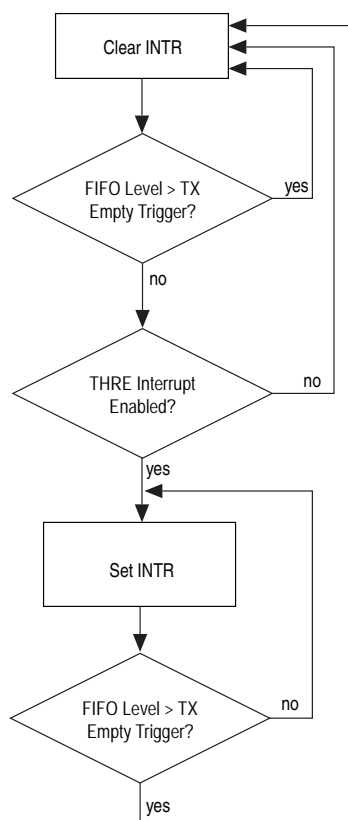 Clear INTR
FIFO Level > TX
Empty Trigger?
yes
no
THRE Interrupt
Enabled?
no
yes
Set INTR
FIFO Level > TX
Empty Trigger?
no
yes